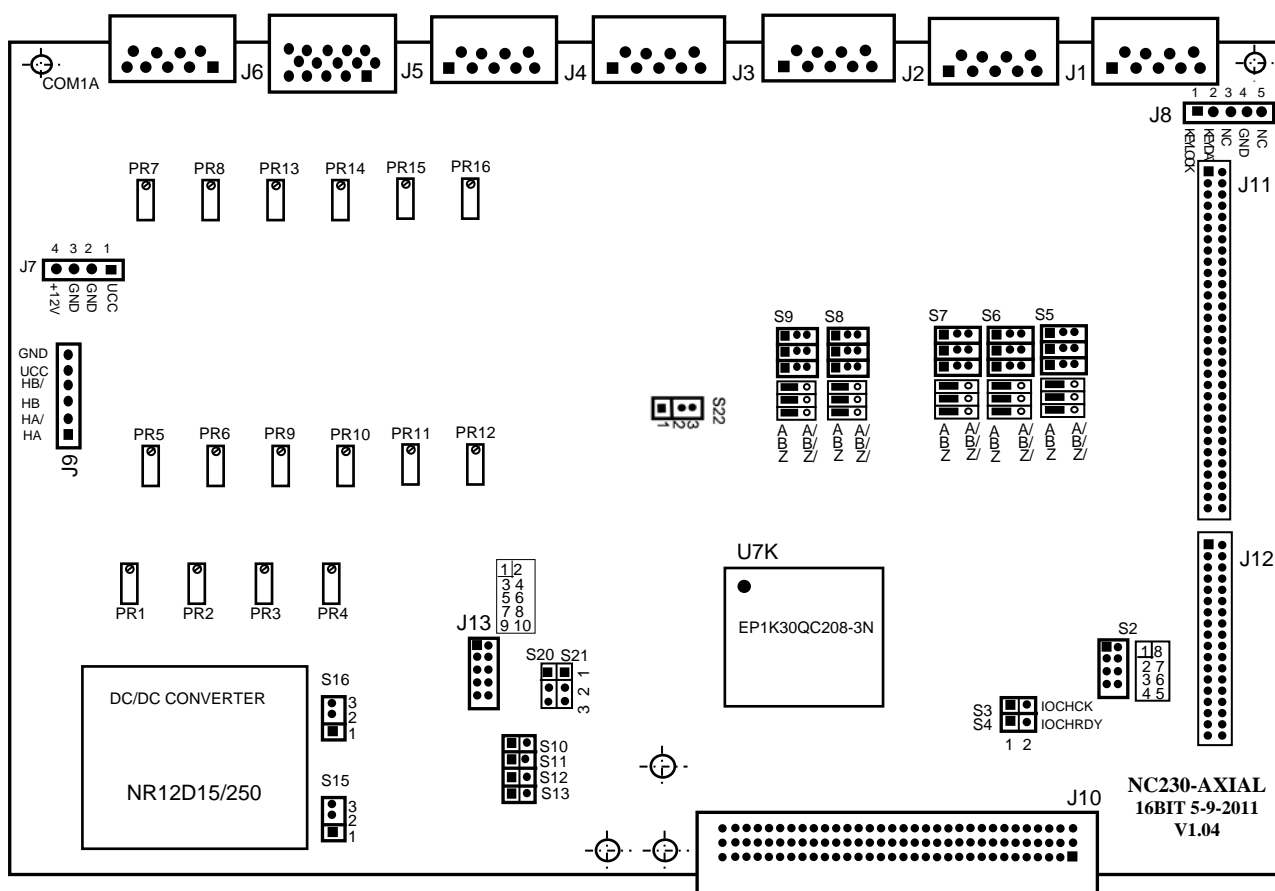 COM1A
J6
J5
J4
J3
J2
J1
1 2 3 4 5
J8
KEYLOCK
KEYDA
NC
GND
NC
J11
PR7
PR8
PR13
PR14
PR15
PR16
4 3 2 1
J7
+12V
GND
GND
UCC
S9
S8
S7
S6
S5
GND
UCC
HB/
HB
HA/
HA
J9
S22
1
2
3
A A/
B B/
Z Z/
A A/
B B/
Z Z/
A A/
B B/
Z Z/
A A/
B B/
Z Z/
A A/
B B/
Z Z/
PR5
PR6
PR9
PR10
PR11
PR12
U7K
EP1K30QC208-3N
J12
PR1
PR2
PR3
PR4
1 2
3 4
5 6
7 8
9 10
J13
S20 S21
1
2
3
S2
1 8
2 7
3 6
4 5
S3
IOCHCK
S4
IOCHRDY
1 2
DC/DC CONVERTER
NR12D15/250
S16
3
2
1
S15
3
2
1
S10
S11
S12
S13
J10
NC230-AXIAL
16BIT 5-9-2011
V1.04